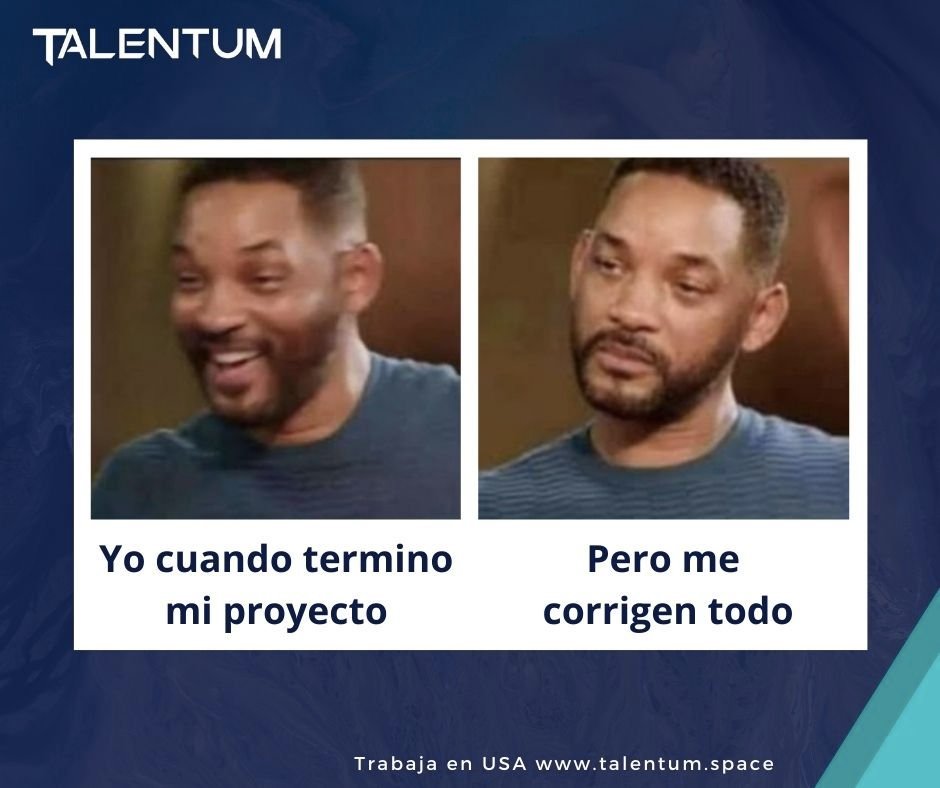 TALENTUM
Yo cuando termino
mi proyecto
Pero me
corrigen todo
Trabaja en USA www.talentum.space